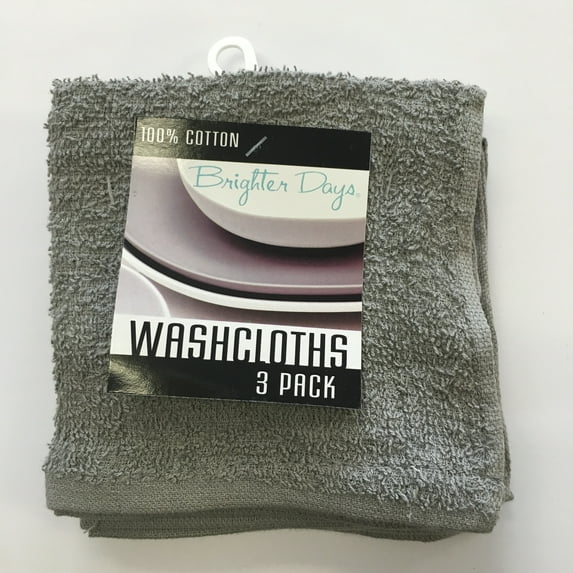 100% COTTON
Brighter Days®
WASHCLOTHS
3 PACK